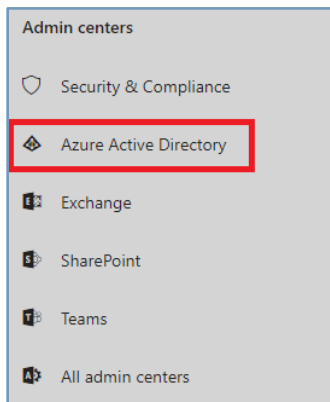 Admin centers
Security & Compliance
Azure Active Directory
Exchange
SharePoint
Teams
All admin centers